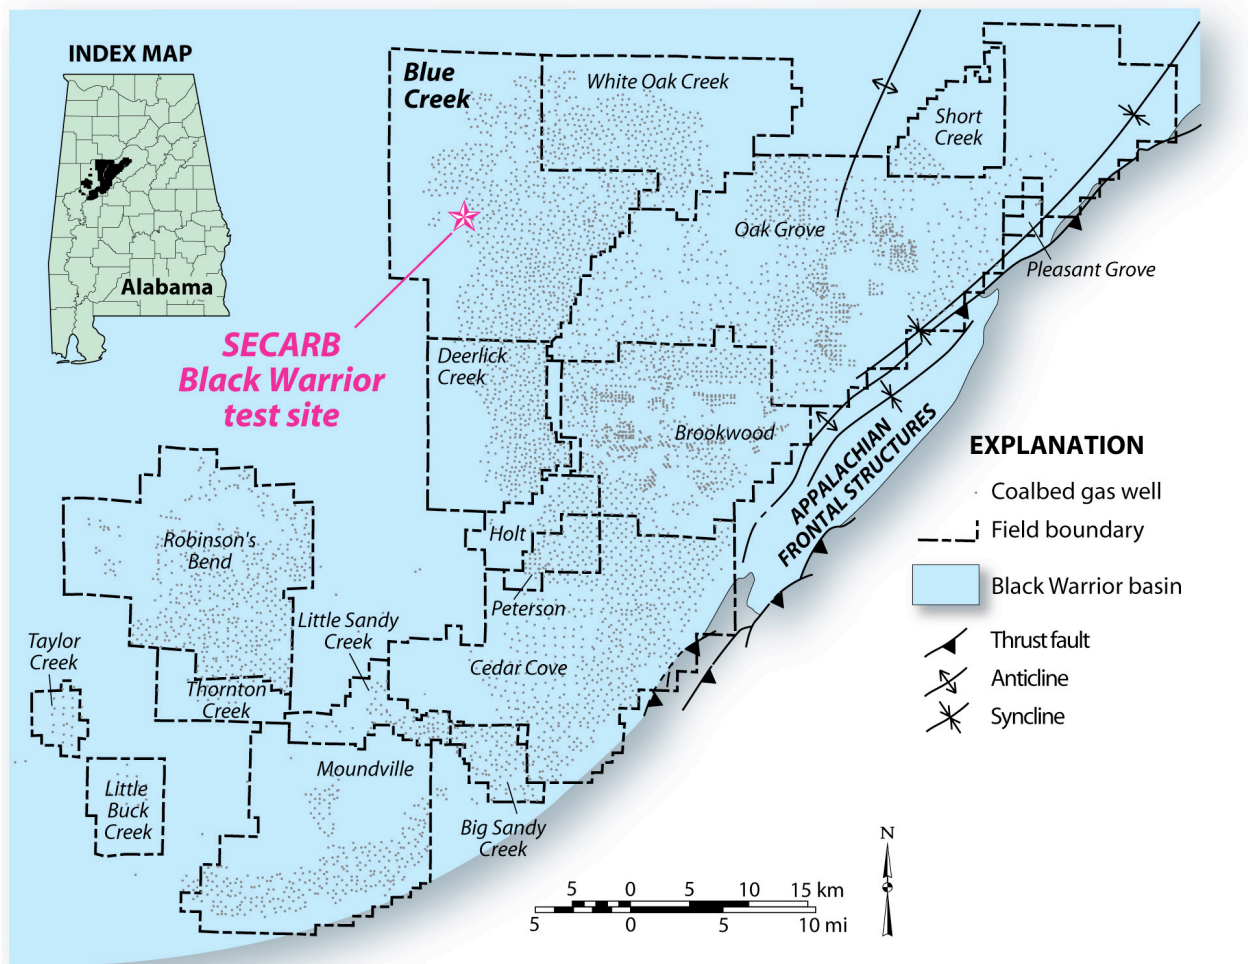 INDEX MAP
Alabama
Blue
Creek
White Oak Creek
Short
Creek
Oak Grove
Pleasant Grove
SECARB
Black Warrior
test site
Deerlick
Creek
Brookwood
APPALACHIAN
FRONTAL STRUCTURES
Robinson's
Bend
Holt
Peterson
Little Sandy
Creek
Taylor
Creek
Cedar Cove
Thornton
Creek
Moundville
Little
Buck
Creek
Big Sandy
Creek
EXPLANATION
Coalbed gas well
Field boundary
Black Warrior basin
Thrust fault
Anticline
Syncline
N
5 0 5 10 15 km
5 0 5 10 mi